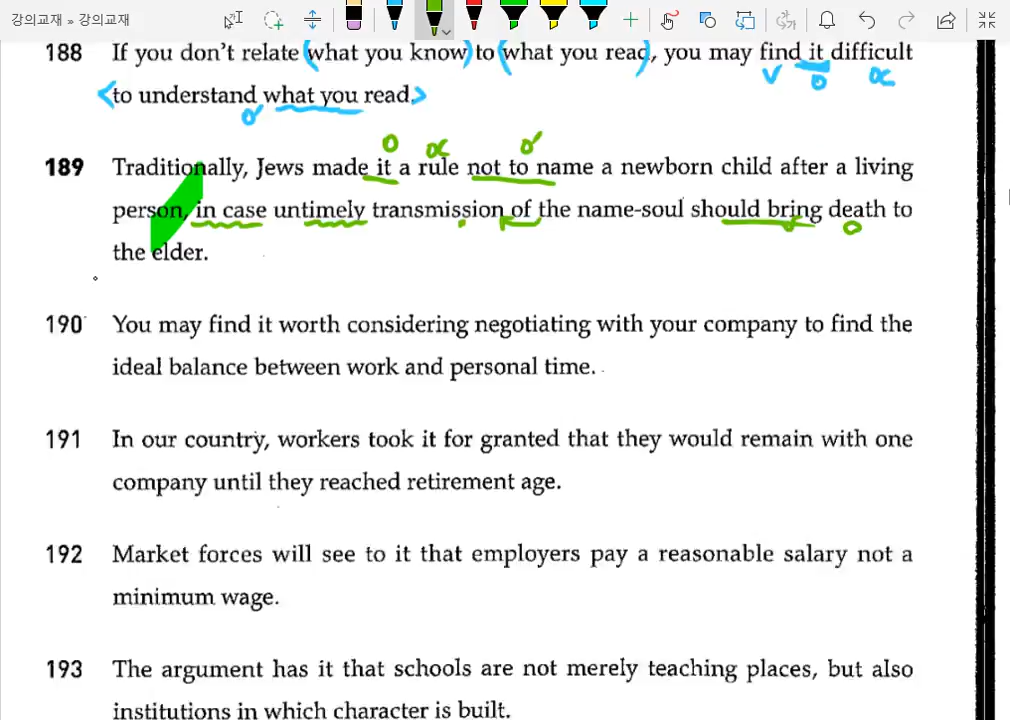 강의교재 » 강의교재
188 If you don't relate (what you know) to (what you read), you may find it difficult
V O OC
<to understand what you read.>
O'
O OC O'
189 Traditionally, Jews made it a rule not to name a newborn child after a living
person, in case untimely transmission of the name-soul should bring death to
V O
the elder.
190 You may find it worth considering negotiating with your company to find the
ideal balance between work and personal time.
191 In our country, workers took it for granted that they would remain with one
company until they reached retirement age.
192 Market forces will see to it that employers pay a reasonable salary not a
minimum wage.
193 The argument has it that schools are not merely teaching places, but also
institutions in which character is built.